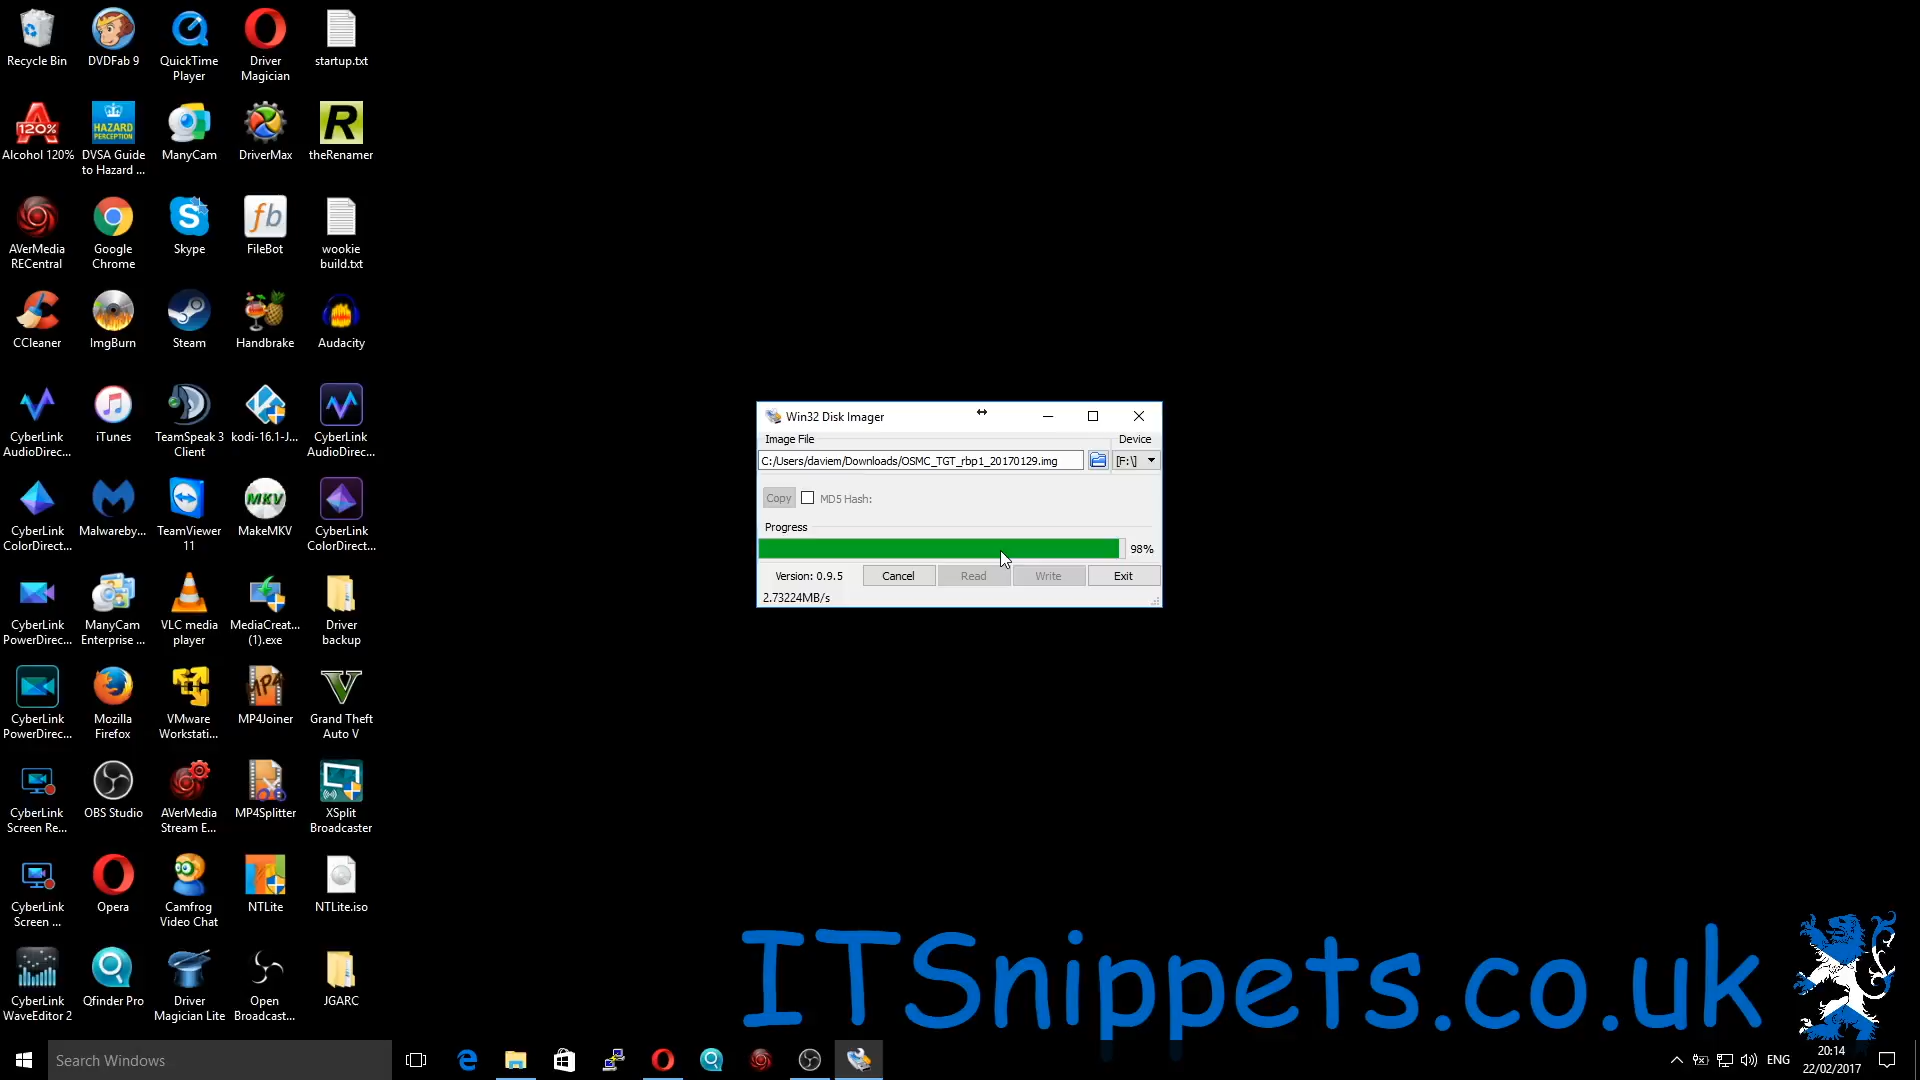 Recycle Bin
DVDFab 9
QuickTime
Player
Driver
Magician
startup.txt
120%
Alcohol 120%
HAZARD
PERCEPTION
DVSA Guide
to Hazard ...
ManyCam
DriverMax
R
theRenamer
AVerMedia
RECentral
Google
Chrome
S
Skype
fb
FileBot
wookie
build.txt
CCleaner
ImgBurn
Steam
Handbrake
Audacity
CyberLink
AudioDirec...
iTunes
TeamSpeak 3
Client
kodi-16.1-J...
CyberLink
AudioDirec...
CyberLink
ColorDirect...
Malwareby...
TeamViewer
11
MKV
MakeMKV
CyberLink
ColorDirect...
CyberLink
PowerDirec...
ManyCam
Enterprise ...
VLC media
player
MediaCreat...
(1).exe
Driver
backup
CyberLink
PowerDirec...
Mozilla
Firefox
VMware
Workstati...
MP4
MP4Joiner
V
Grand Theft
Auto V
CyberLink
Screen Re...
OBS Studio
AVerMedia
Stream E...
MP4Splitter
XSplit
Broadcaster
CyberLink
Screen ...
Opera
Camfrog
Video Chat
NTLite
NTLite.iso
CyberLink
WaveEditor 2
Qfinder Pro
Driver
Magician Lite
Open
Broadcast...
JGARC
Win32 Disk Imager
Image File
Device
C:/Users/daviem/Downloads/OSMC_TGT_rbp1_20170129.img
[F:\]
Copy
MD5 Hash:
Progress
98%
Version: 0.9.5
Cancel
Read
Write
Exit
2.73224MB/s
ITSnippets.co.uk
Search Windows
ENG
20:14
22/02/2017